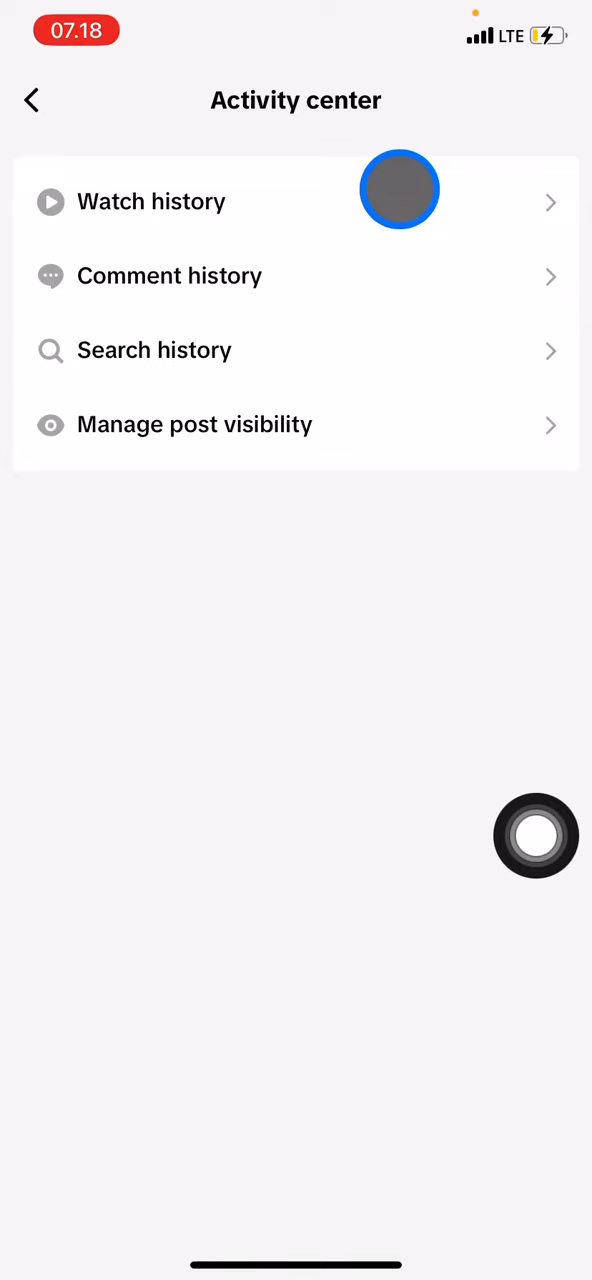 07.18
LTE
Activity center
Watch history
Comment history
Search history
Manage post visibility